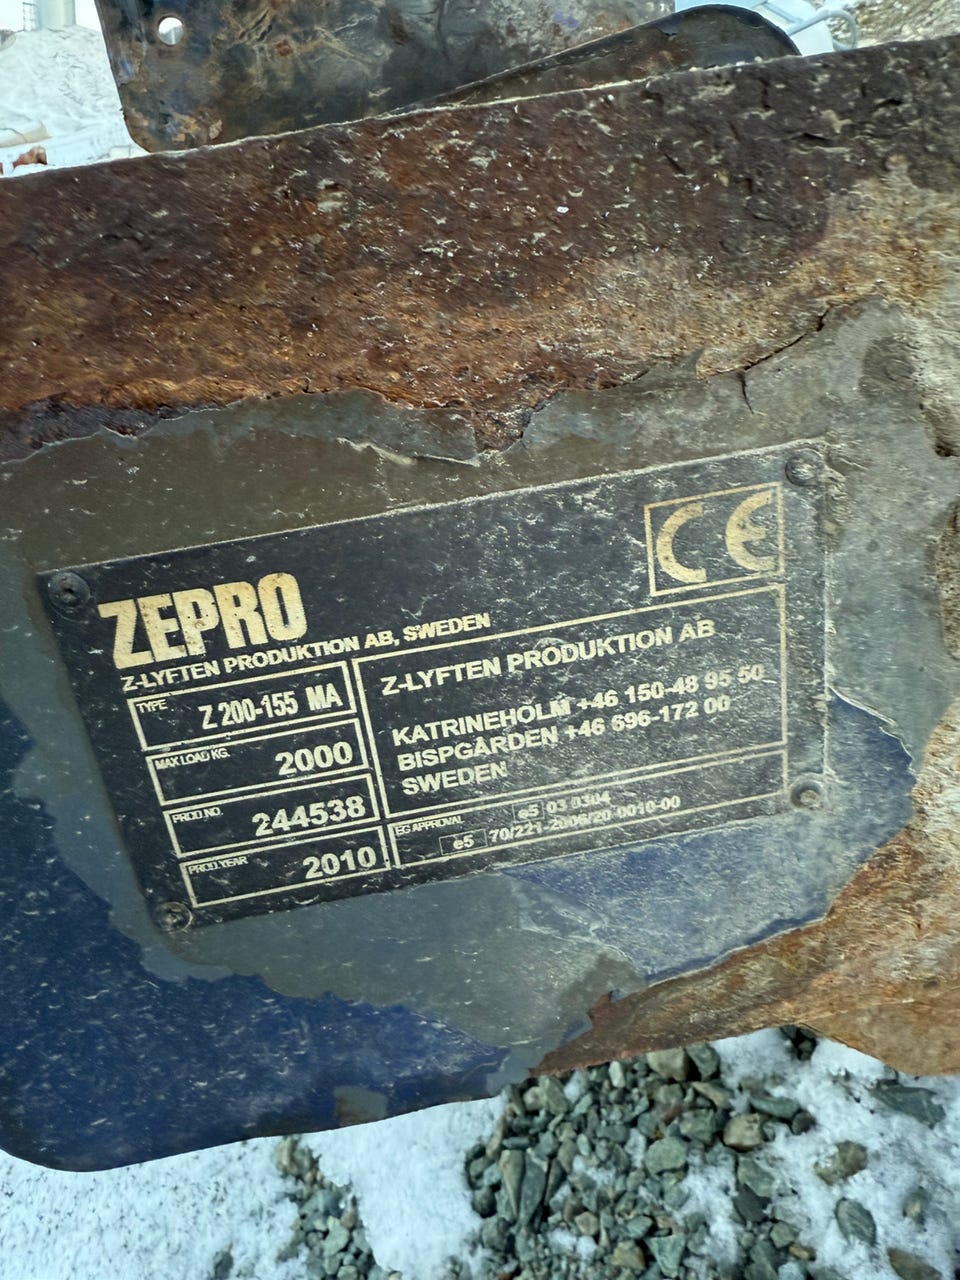 CE
ZEPRO
Z-LYFTEN PRODUKTION AB, SWEDEN
TYPE
Z 200-155 MA
MAX LOAD KG.
2000
PROD.NO.
244538
PROD.YEAR
2010
Z-LYFTEN PRODUKTION AB
KATRINEHOLM +46 150-48 95 50
BISPGÅRDEN +46 696-172 00
SWEDEN
EG APPROVAL
e5 03 0304
e5 70/221-2006/20-0010-00